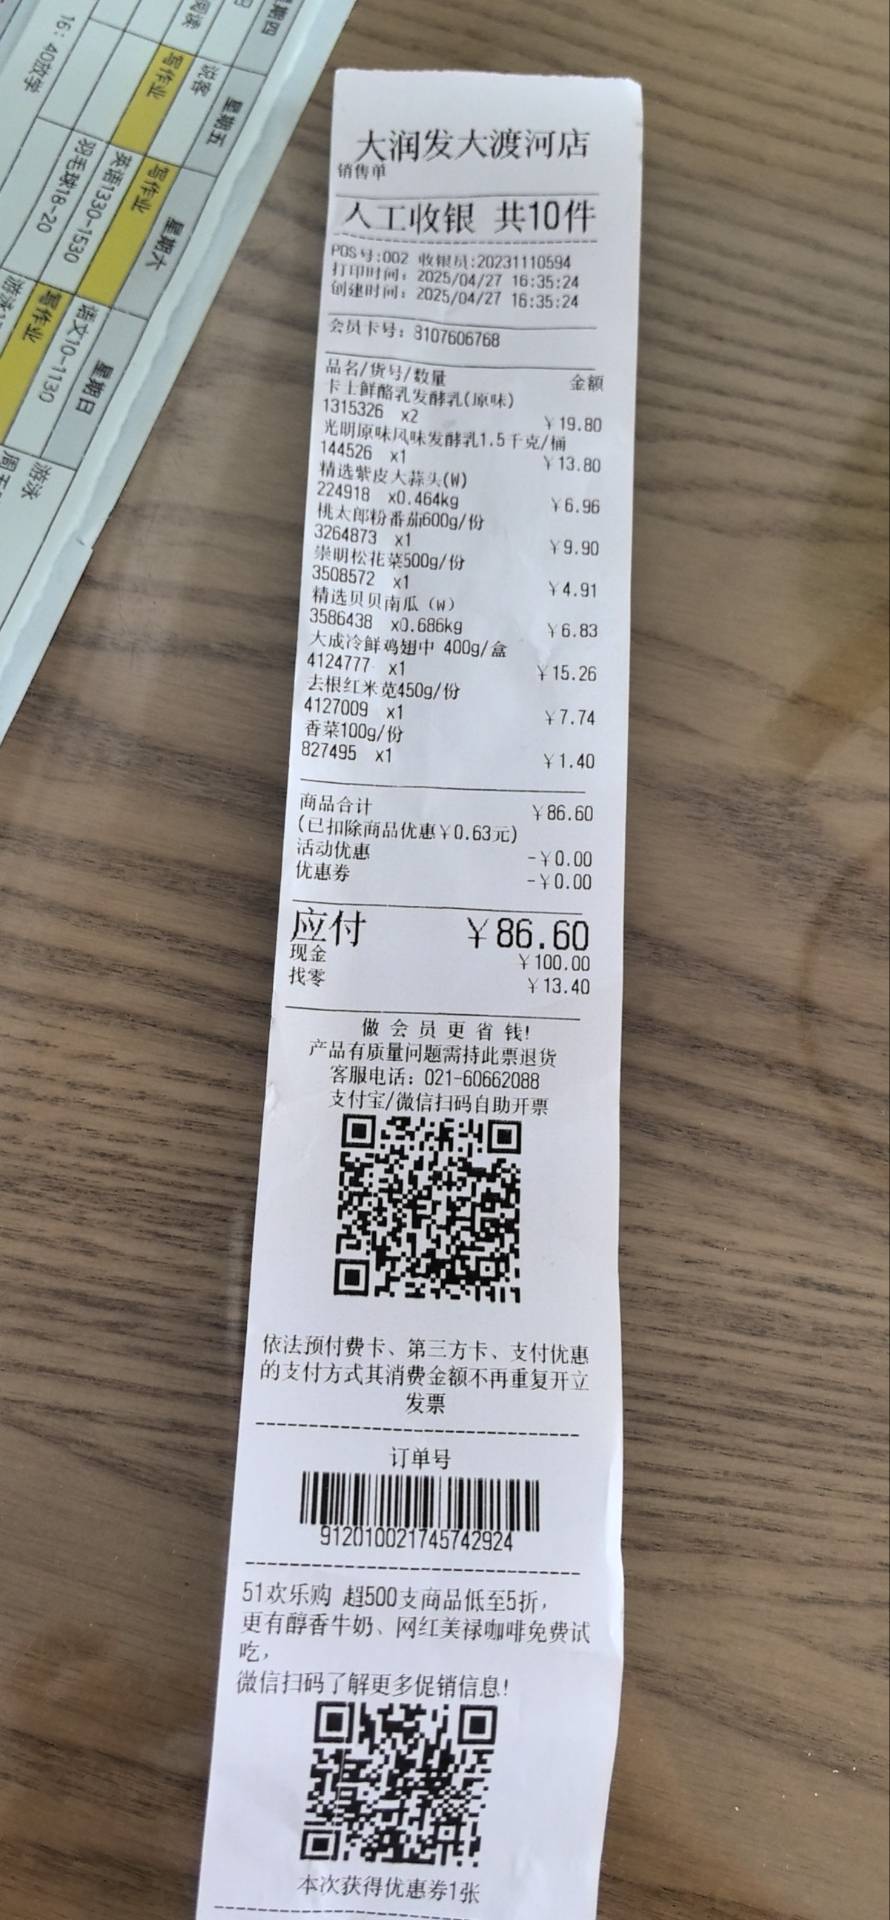 大润发大渡河店
销售单
人工收银 共10件
POS号:002 收银员:20231110594
打印时间: 2025/04/27 16:35:24
创建时间: 2025/04/27 16:35:24
会员卡号: 8107606768
品名/货号/数量 金额
卡士鲜酪乳发酵乳(原味)
1315326 x2 ¥19.80
光明原味风味发酵乳1.5千克/桶
144526 x1 ¥13.80
精选紫皮大蒜头(W)
224918 x0.464kg ¥6.96
桃太郎粉番茄600g/份
3264873 x1 ¥9.90
崇明松花菜500g/份
3508572 x1 ¥4.91
精选贝贝南瓜(W)
3586438 x0.686kg ¥6.83
大成冷鲜鸡翅中 400g/盒
4124777 x1 ¥15.26
去根红米苋450g/份
4127009 x1 ¥7.74
香菜100g/份
827495 x1 ¥1.40
商品合计 ¥86.60
(已扣除商品优惠¥0.63元)
活动优惠 -¥0.00
优惠券 -¥0.00
应付 ¥86.60
现金 ¥100.00
找零 ¥13.40
做会员更省钱!
产品有质量问题需持此票退货
客服电话: 021-60662088
支付宝/微信扫码自助开票
依法预付费卡、第三方卡、支付优惠
的支付方式其消费金额不再重复开立
发票
订单号
912010021745742924
51欢乐购 超500支商品低至5折,
更有醇香牛奶、网红美禄咖啡免费试
吃,
微信扫码了解更多促销信息!
本次获得优惠券1张
星期五
星期六
星期日
16:40放学
写作业
写作业
羽毛球18-20
英语1330-1530
写作业
语文10-1130
游泳